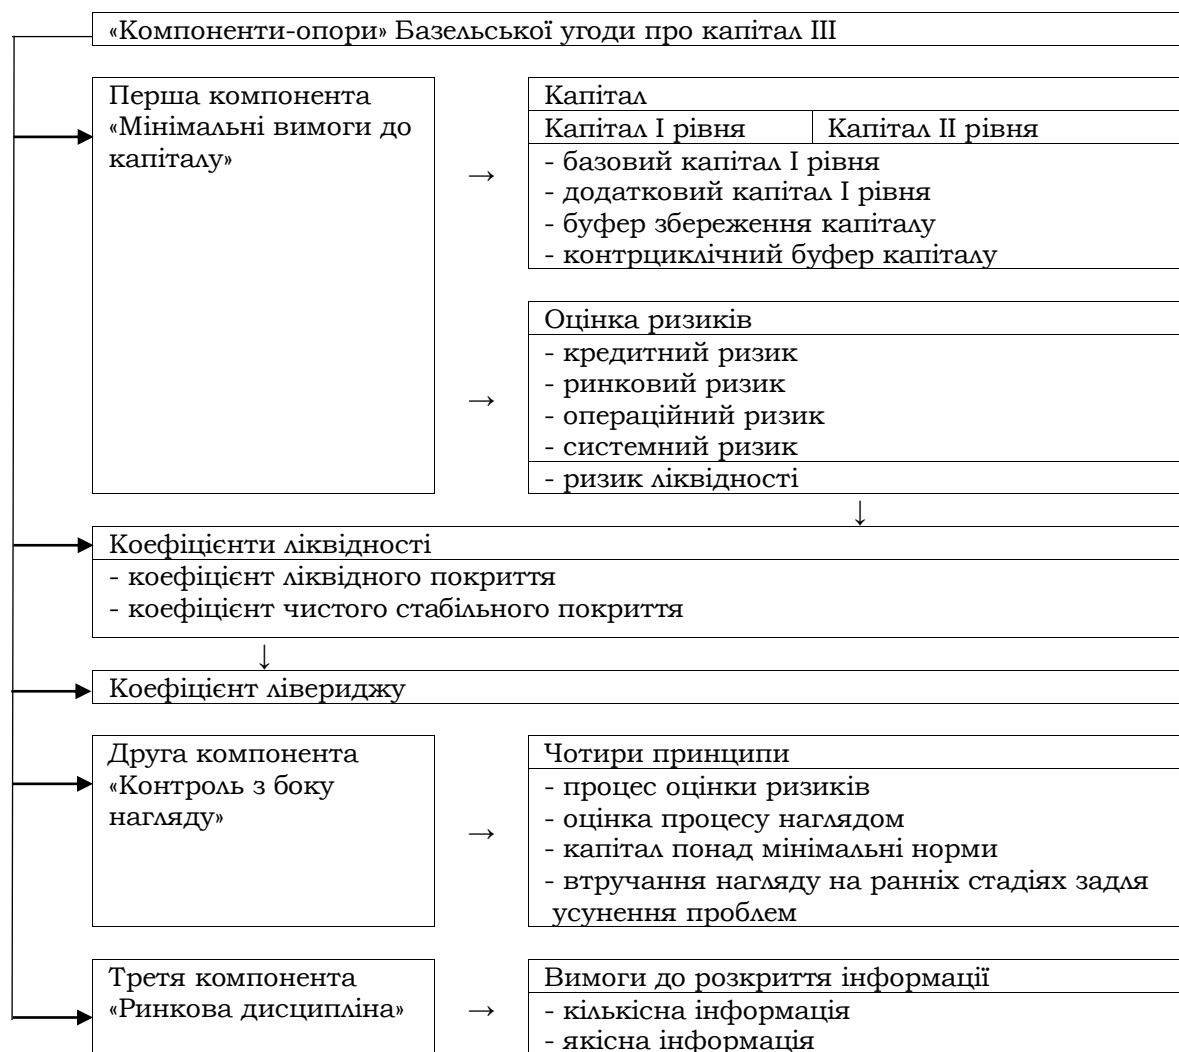 «Компоненти-опори» Базельської угоди про капітал III
Перша компонента
«Мінімальні вимоги до
капіталу»
→
Капітал
Капітал I рівня
Капітал II рівня
- базовий капітал I рівня
- додатковий капітал I рівня
- буфер збереження капіталу
- контрциклічний буфер капіталу
→
Оцінка ризиків
- кредитний ризик
- ринковий ризик
- операційний ризик
- системний ризик
- ризик ліквідності
↓
Коефіцієнти ліквідності
- коефіцієнт ліквідного покриття
- коефіцієнт чистого стабільного покриття
↓
Коефіцієнт лівериджу
Друга компонента
«Контроль з боку
нагляду»
→
Чотири принципи
- процес оцінки ризиків
- оцінка процесу наглядом
- капітал понад мінімальні норми
- втручання нагляду на ранніх стадіях задля
усунення проблем
Третя компонента
«Ринкова дисципліна»
→
Вимоги до розкриття інформації
- кількісна інформація
- якісна інформація